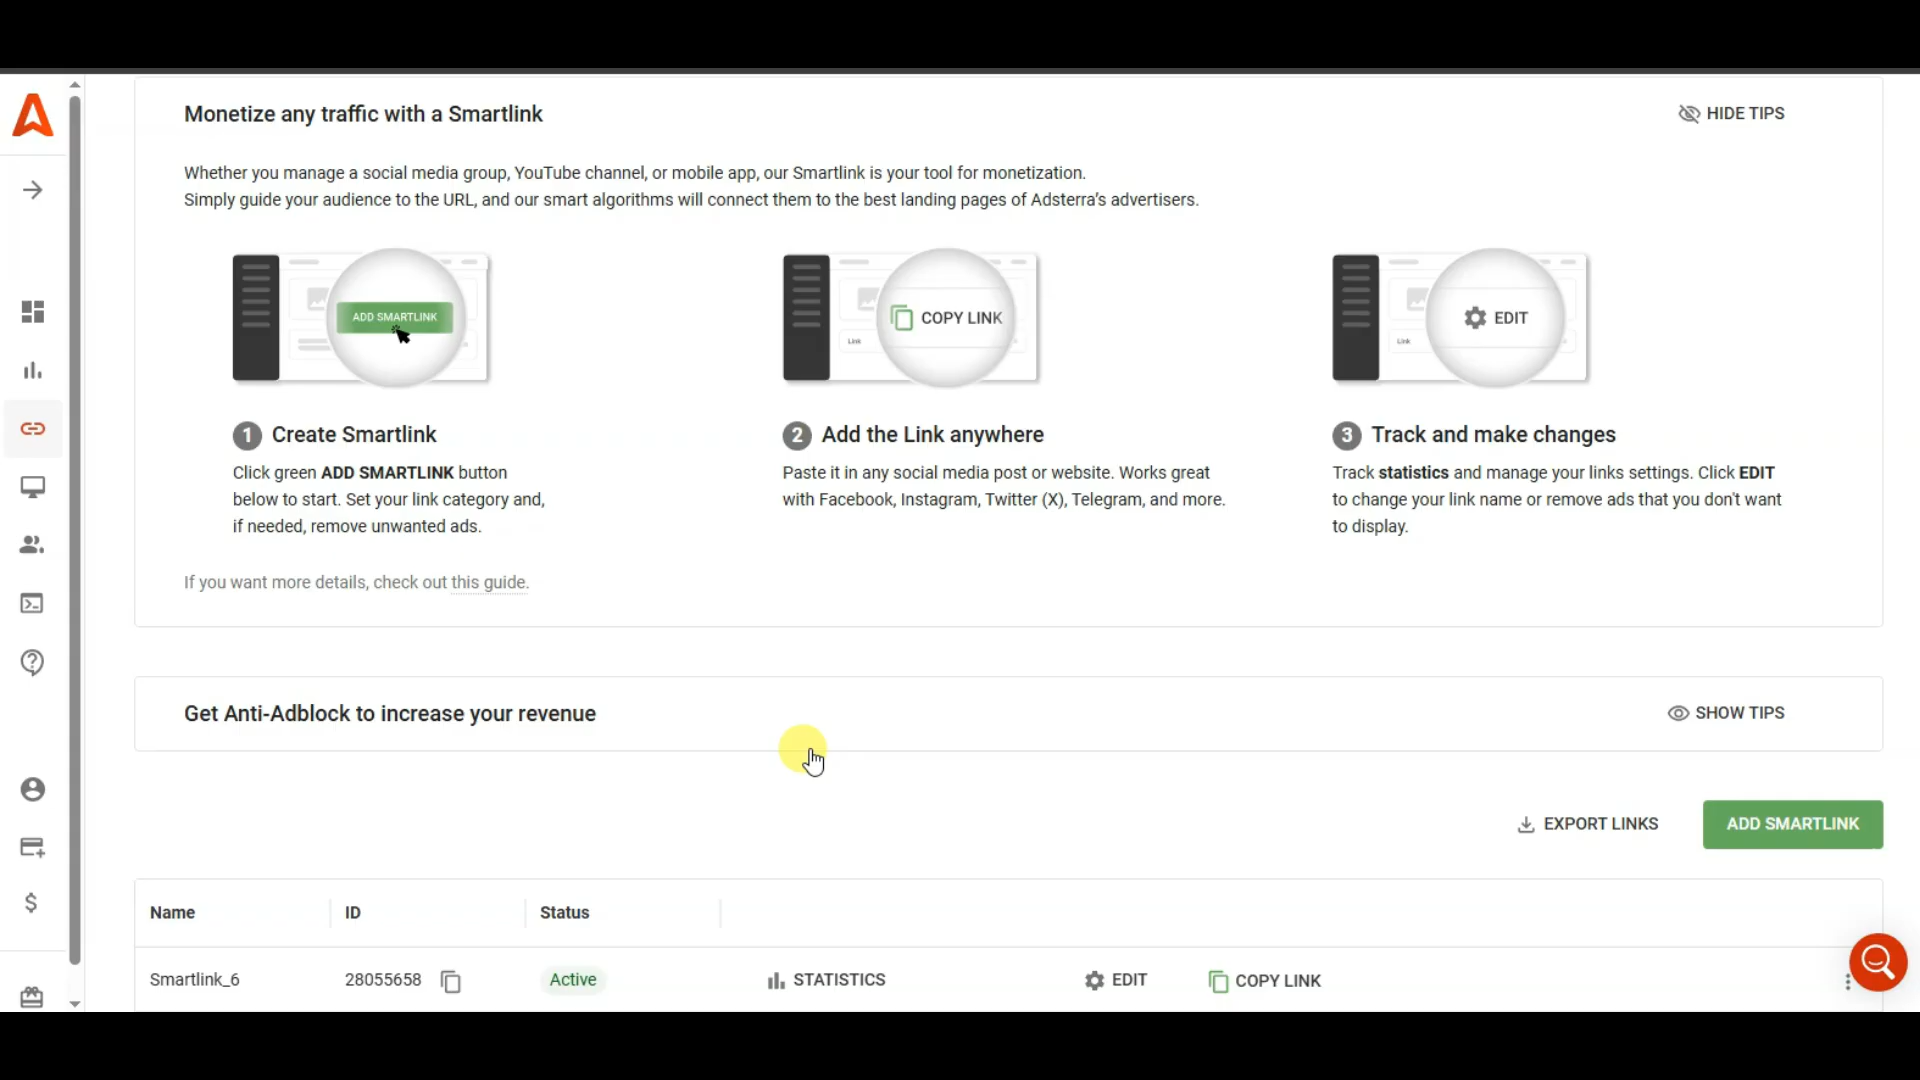 Monetize any traffic with a Smartlink
HIDE TIPS
Whether you manage a social media group, YouTube channel, or mobile app, our Smartlink is your tool for monetization.
Simply guide your audience to the URL, and our smart algorithms will connect them to the best landing pages of Adsterra's advertisers.
ADD SMARTLINK
Link
COPY LINK
Link
EDIT
1 Create Smartlink
Click green ADD SMARTLINK button
below to start. Set your link category and,
if needed, remove unwanted ads.
2 Add the Link anywhere
Paste it in any social media post or website. Works great
with Facebook, Instagram, Twitter (X), Telegram, and more.
3 Track and make changes
Track statistics and manage your links settings. Click EDIT
to change your link name or remove ads that you don't want
to display.
If you want more details, check out this guide.
Get Anti-Adblock to increase your revenue
SHOW TIPS
EXPORT LINKS
ADD SMARTLINK
Name ID Status
Smartlink_6 28055658 Active STATISTICS EDIT COPY LINK